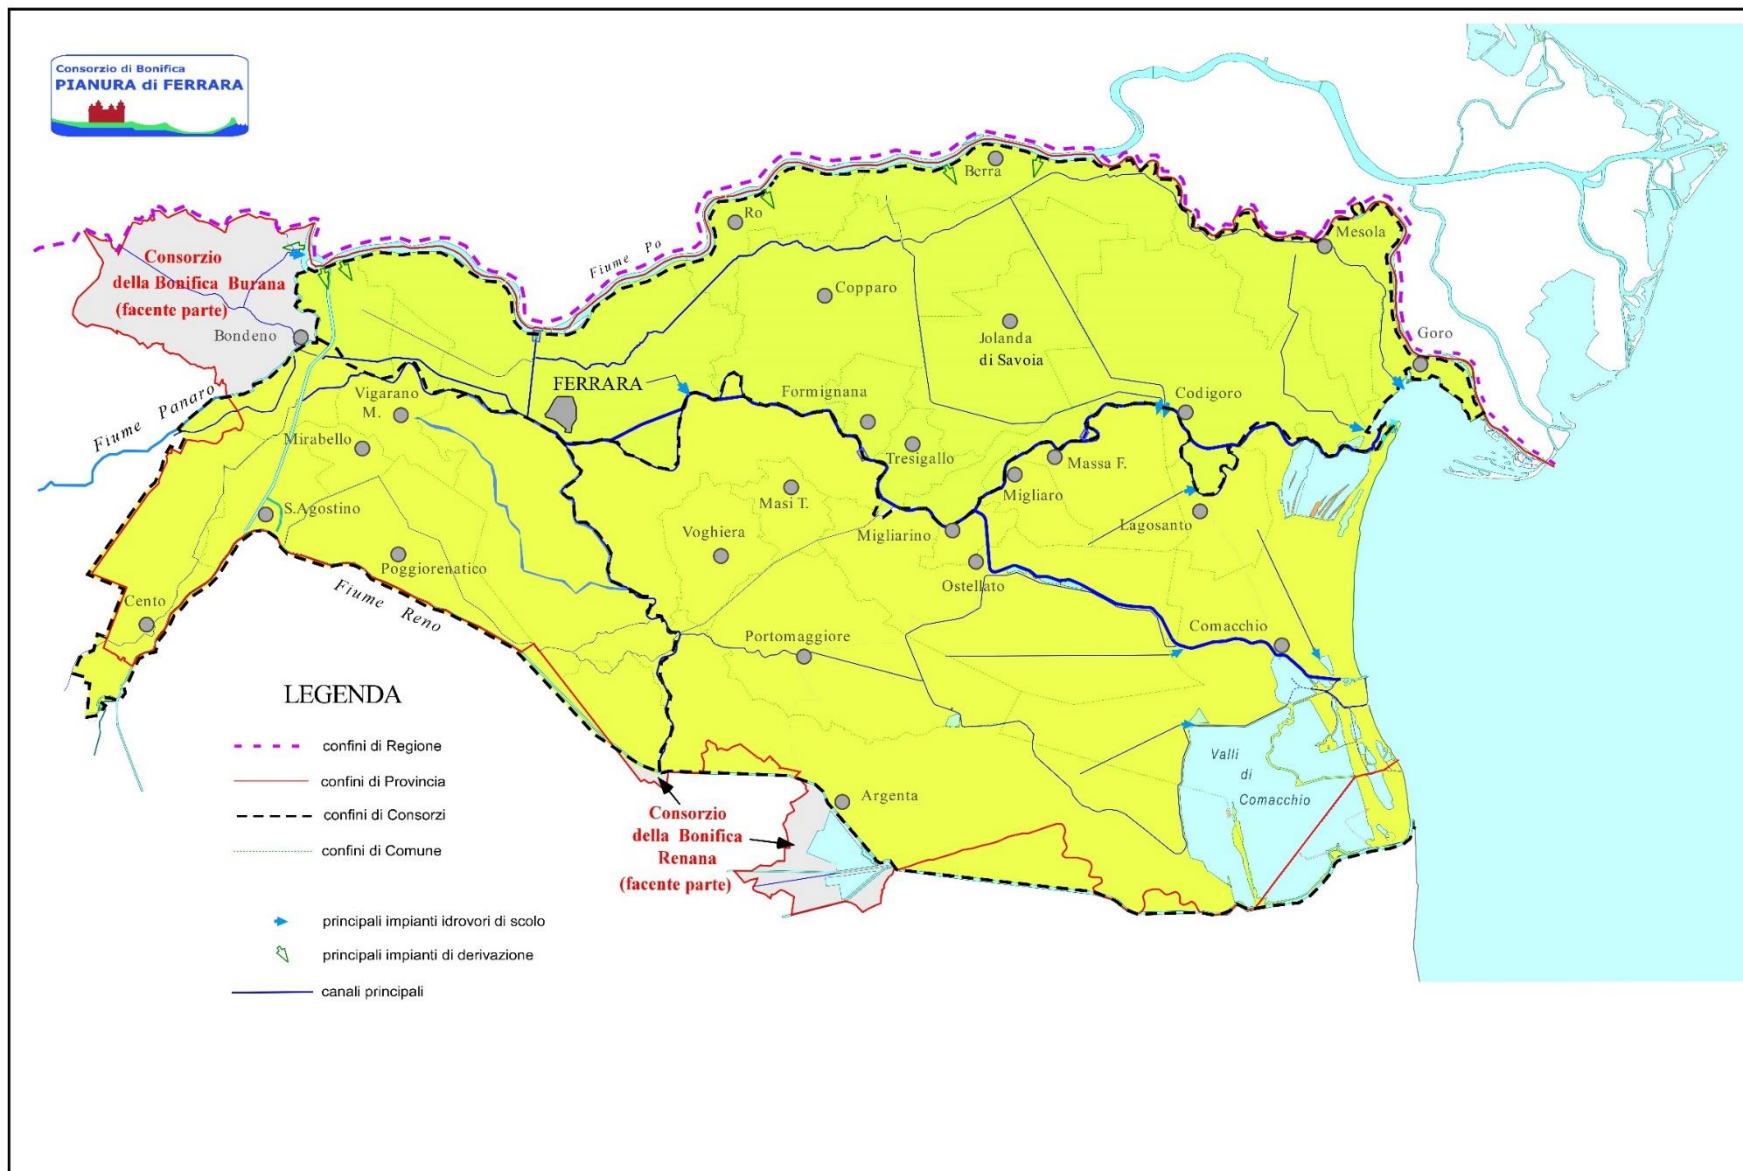 Consorzio di Bonifica
PIANURA di FERRARA
Consorzio
della Bonifica Burana
(facente parte)
Bondeno
Fiume Panaro
Fiume Po
Ro
Berra
Mesola
Goro
Copparo
Jolanda
di Savoia
FERRARA
Vigarano
M.
Mirabello
Formignana
Tresigallo
Codigoro
Massa F.
Migliaro
Masi T.
Voghiera
Migliarino
Lagosanto
Ostellato
S.Agostino
Poggiorenatico
Cento
Fiume Reno
Portomaggiore
Comacchio
Valli
di
Comacchio
Argenta
Consorzio
della Bonifica
Renana
(facente parte)
LEGENDA
confini di Regione
confini di Provincia
confini di Consorzi
confini di Comune
principali impianti idrovori di scolo
principali impianti di derivazione
canali principali